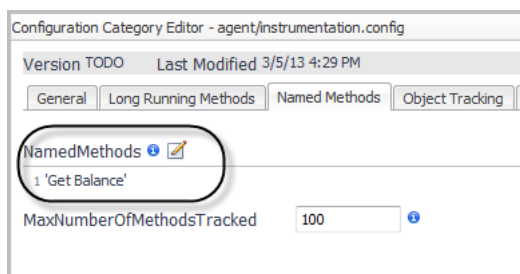 Configuration Category Editor - agent/instrumentation.config
Version TODO Last Modified 3/5/13 4:29 PM
General Long Running Methods Named Methods Object Tracking
NamedMethods
1 'Get Balance'
MaxNumberOfMethodsTracked 100